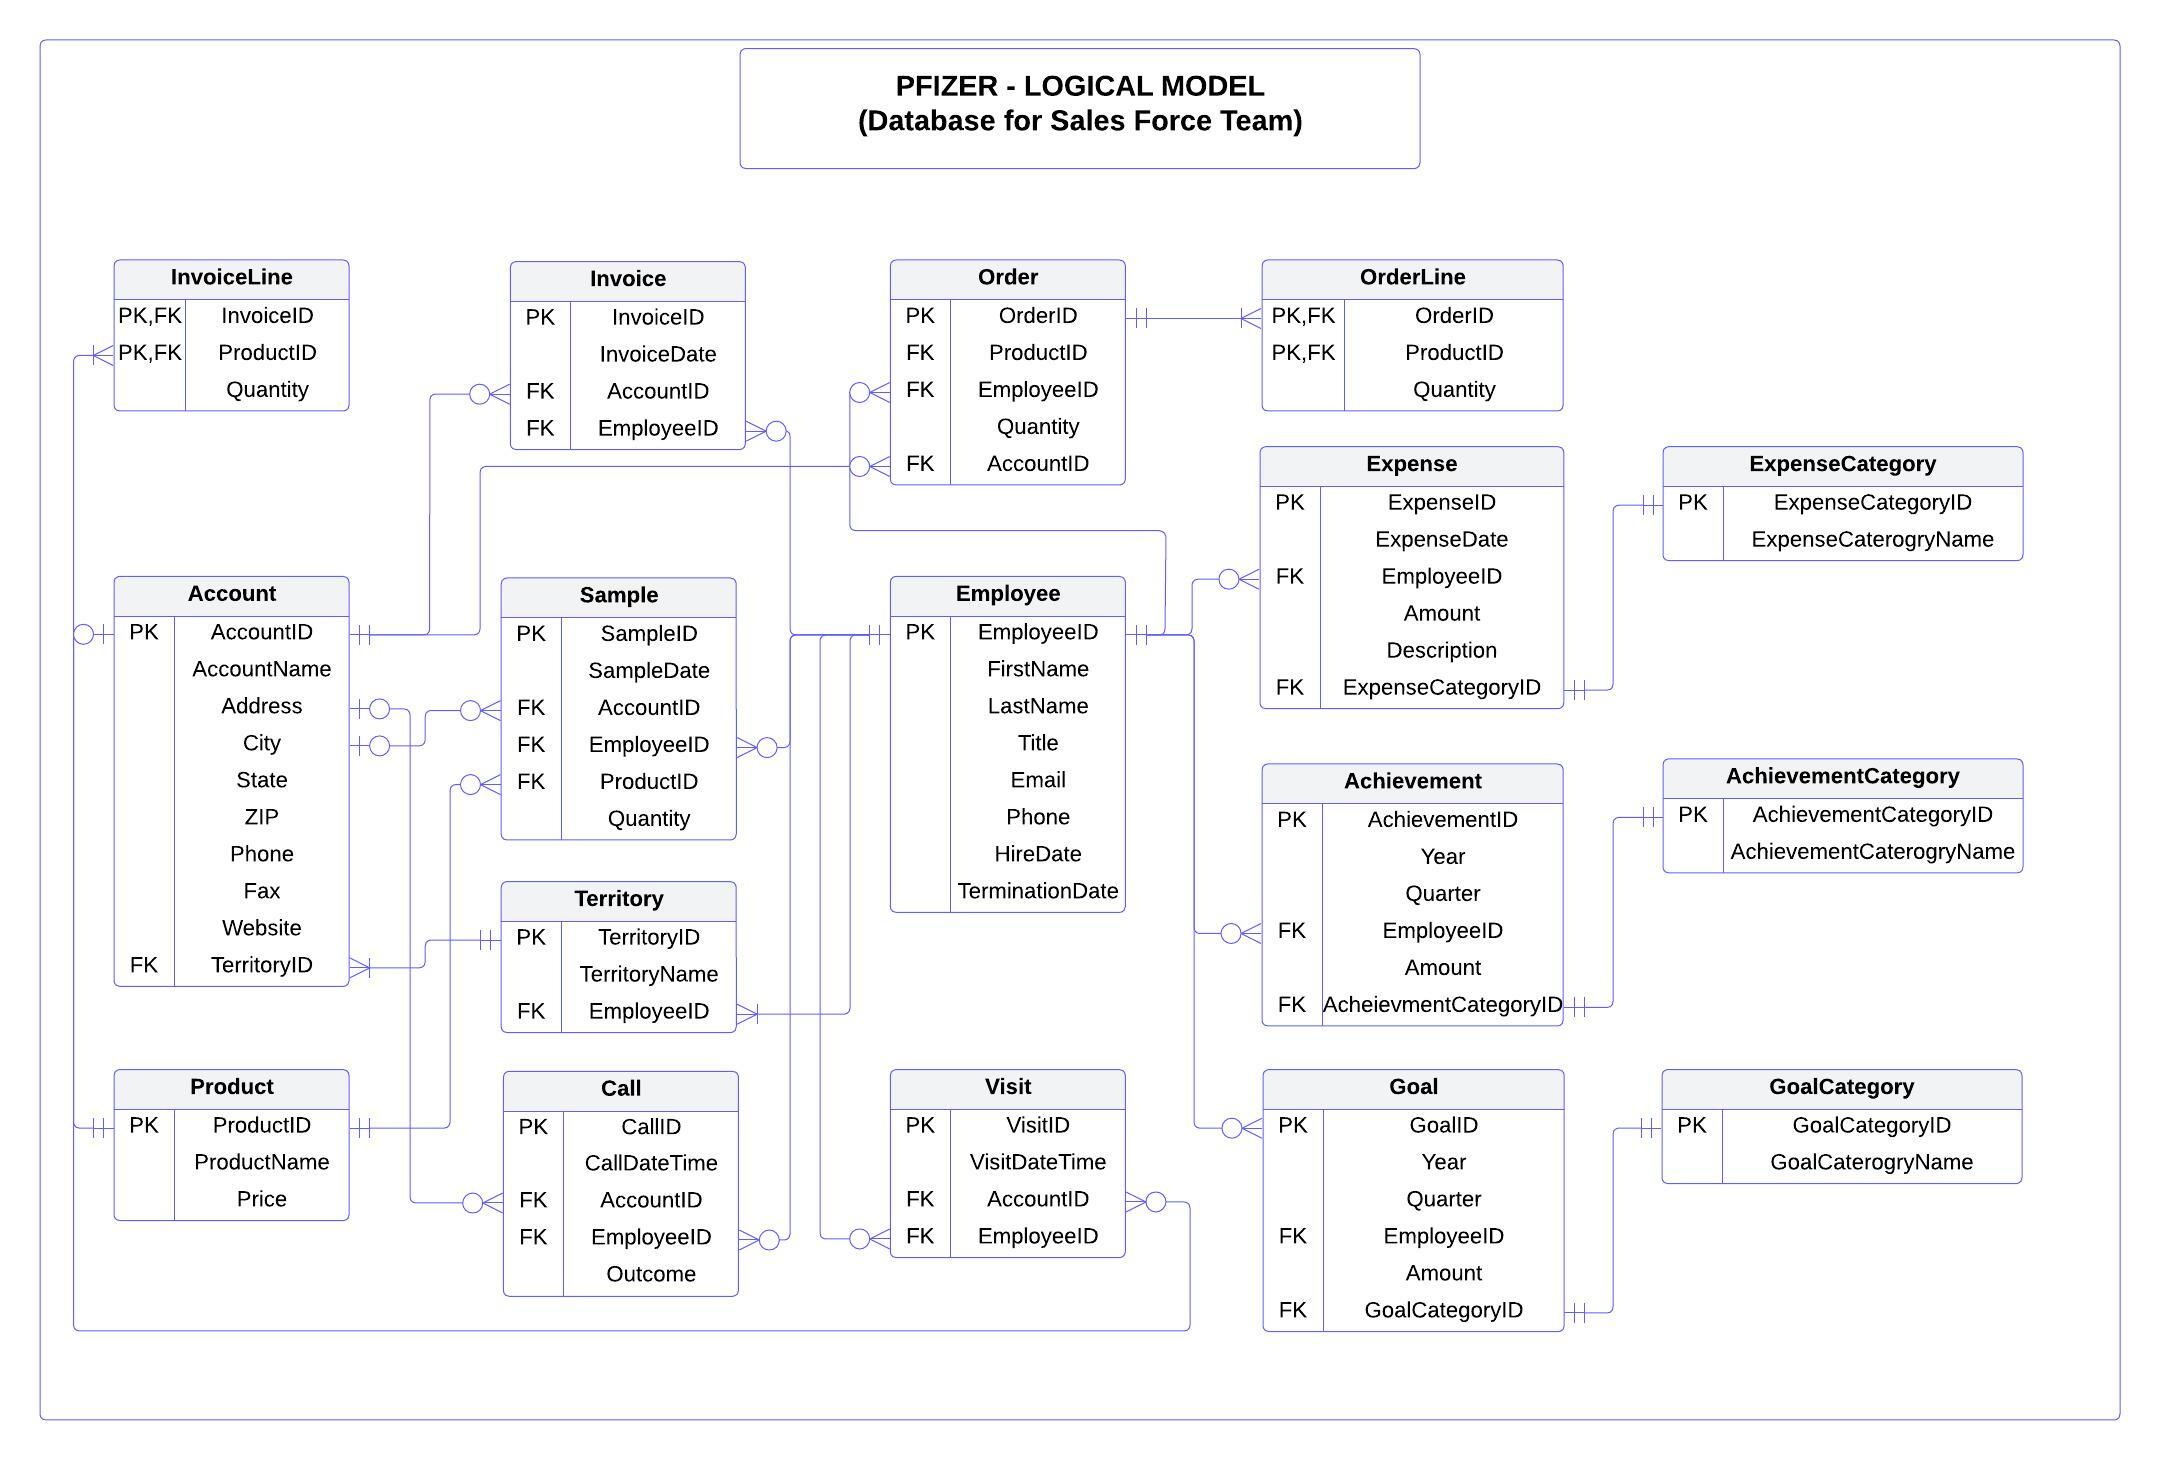 PFIZER - LOGICAL MODEL
(Database for Sales Force Team)
InvoiceLine
PK,FK InvoiceID
PK,FK ProductID
Quantity
Invoice
PK InvoiceID
InvoiceDate
FK AccountID
FK EmployeeID
Order
PK OrderID
FK ProductID
FK EmployeeID
Quantity
FK AccountID
OrderLine
PK,FK OrderID
PK,FK ProductID
Quantity
Expense
PK ExpenseID
ExpenseDate
FK EmployeeID
Amount
Description
FK ExpenseCategoryID
ExpenseCategory
PK ExpenseCategoryID
ExpenseCaterogryName
Account
PK AccountID
AccountName
Address
City
State
ZIP
Phone
Fax
Website
FK TerritoryID
Sample
PK SampleID
SampleDate
FK AccountID
FK EmployeeID
FK ProductID
Quantity
Employee
PK EmployeeID
FirstName
LastName
Title
Email
Phone
HireDate
TerminationDate
Achievement
PK AchievementID
Year
Quarter
FK EmployeeID
Amount
FK AcheievmentCategoryID
AchievementCategory
PK AchievementCategoryID
AchievementCaterogryName
Territory
PK TerritoryID
TerritoryName
FK EmployeeID
Product
PK ProductID
ProductName
Price
Call
PK CallID
CallDateTime
FK AccountID
FK EmployeeID
Outcome
Visit
PK VisitID
VisitDateTime
FK AccountID
FK EmployeeID
Goal
PK GoalID
Year
Quarter
FK EmployeeID
Amount
FK GoalCategoryID
GoalCategory
PK GoalCategoryID
GoalCaterogryName